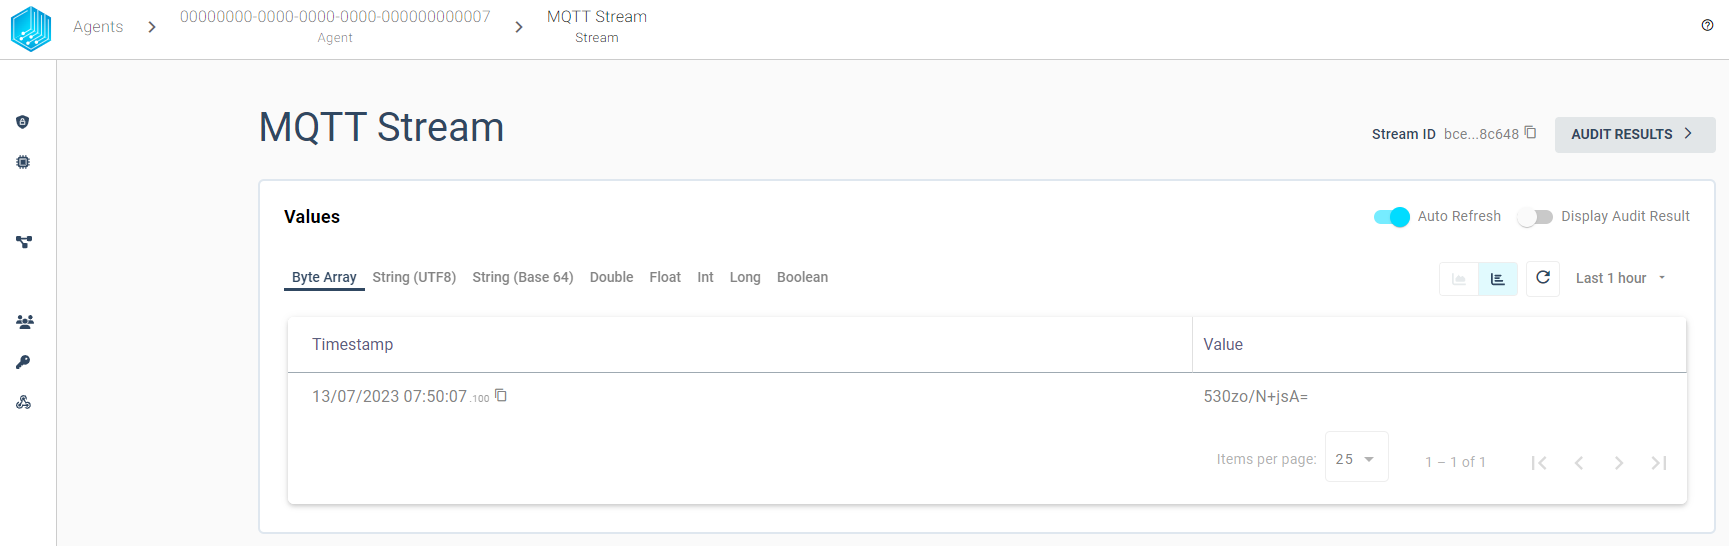 Agents
00000000-0000-0000-0000-000000000007
Agent
MQTT Stream
Stream
MQTT Stream
Stream ID bce...8c648
AUDIT RESULTS
Values
Auto Refresh
Display Audit Result
Byte Array String (UTF8) String (Base 64) Double Float Int Long Boolean
Last 1 hour
Timestamp Value
13/07/2023 07:50:07.100 530zo/N+jsA=
Items per page: 25 1 – 1 of 1